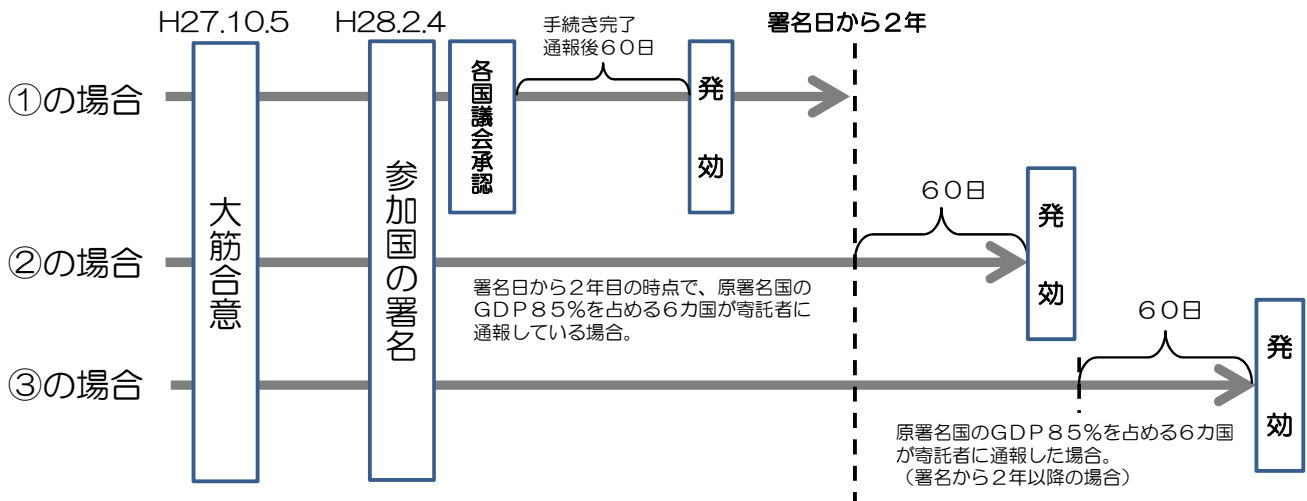 H27.10.5
H28.2.4
手続き完了
通報後60日
署名日から2年
①の場合
大筋合意
参加国の署名
各国議会承認
発効
②の場合
署名日から2年目の時点で、原署名国の
GDP85%を占める6カ国が寄託者に
通報している場合。
60日
発効
③の場合
60日
発効
原署名国のGDP85%を占める6カ国
が寄託者に通報した場合。
（署名から2年以降の場合）